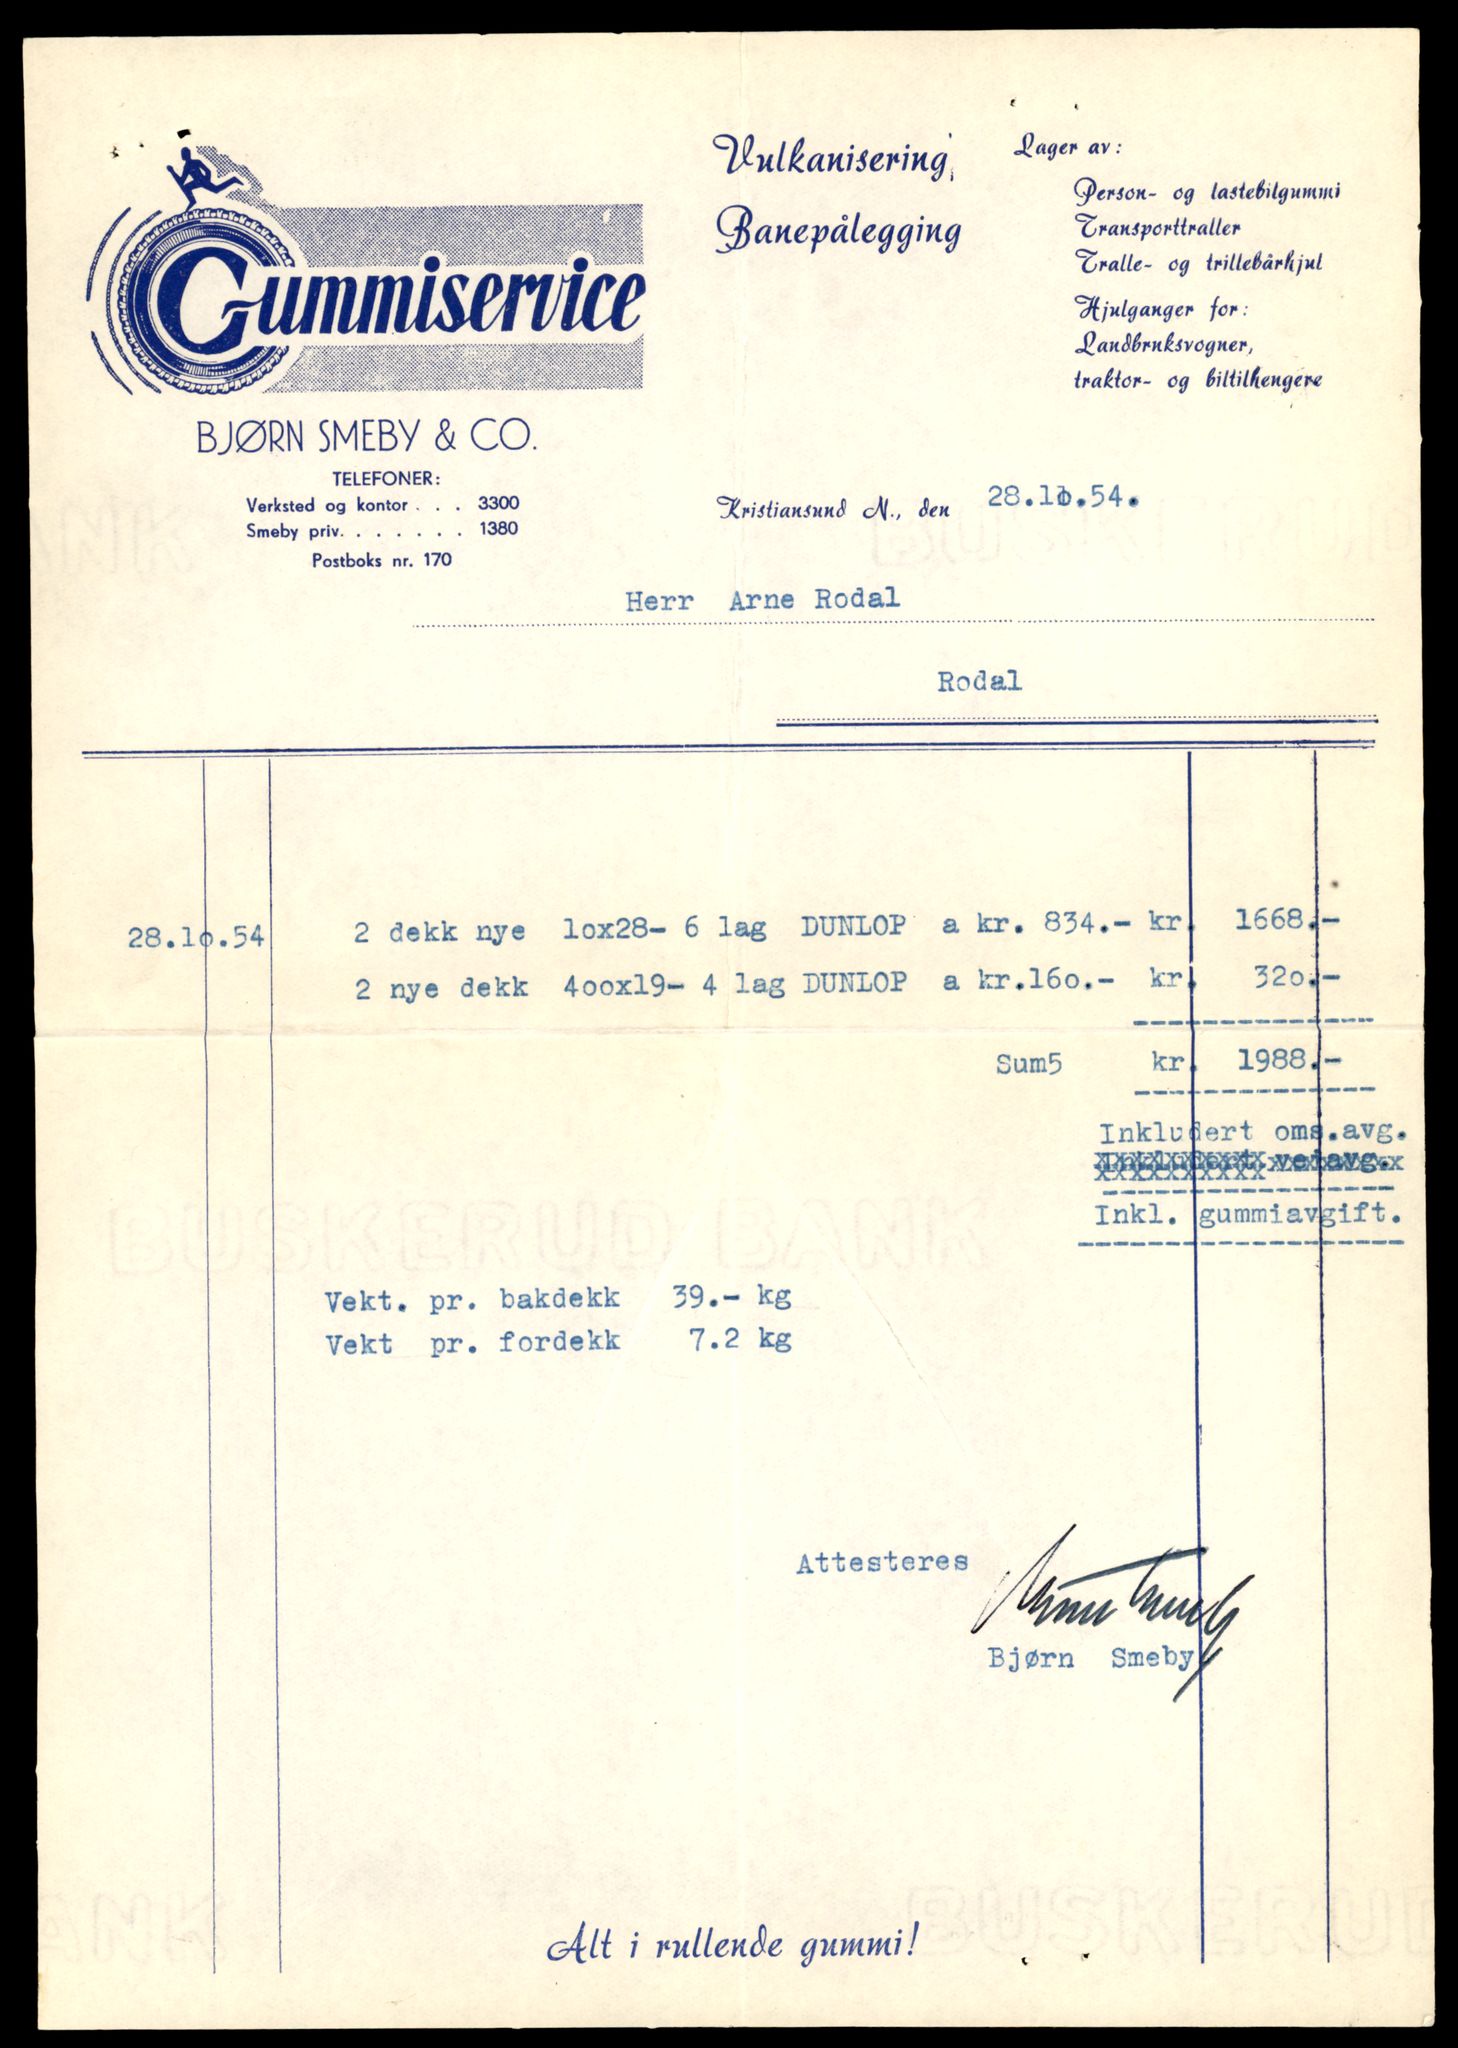 Gummiservice
BJØRN SMEBY & CO.
TELEFONER:
Verksted og kontor . . . 3300
Smeby priv. . . . . . . 1380
Postboks nr. 170
Vulkanisering
Banepålegging
Lager av:
Person- og lastebilgummi
Transporttraller
Tralle- og trillebårhjul
Hjulganger for:
Landbruksvogner,
traktor- og biltilhengere
Kristiansund N., den 28.10.54.
Herr Arne Rodal
Rodal
28.1o.54 2 dekk nye 1ox28- 6 lag DUNLOP a kr. 834.- kr. 1668.-
2 nye dekk 4oox19- 4 lag DUNLOP a kr.16o.- kr. 32o.-
Sum5 kr. 1988.-
Inkludert oms.avg.
Inkludert veiavg.
Inkl. gummiavgift.
BUSKERUD BANK
Vekt. pr. bakdekk 39.- kg
Vekt pr. fordekk 7.2 kg
Attesteres
Bjørn Smeby
Alt i rullende gummi!